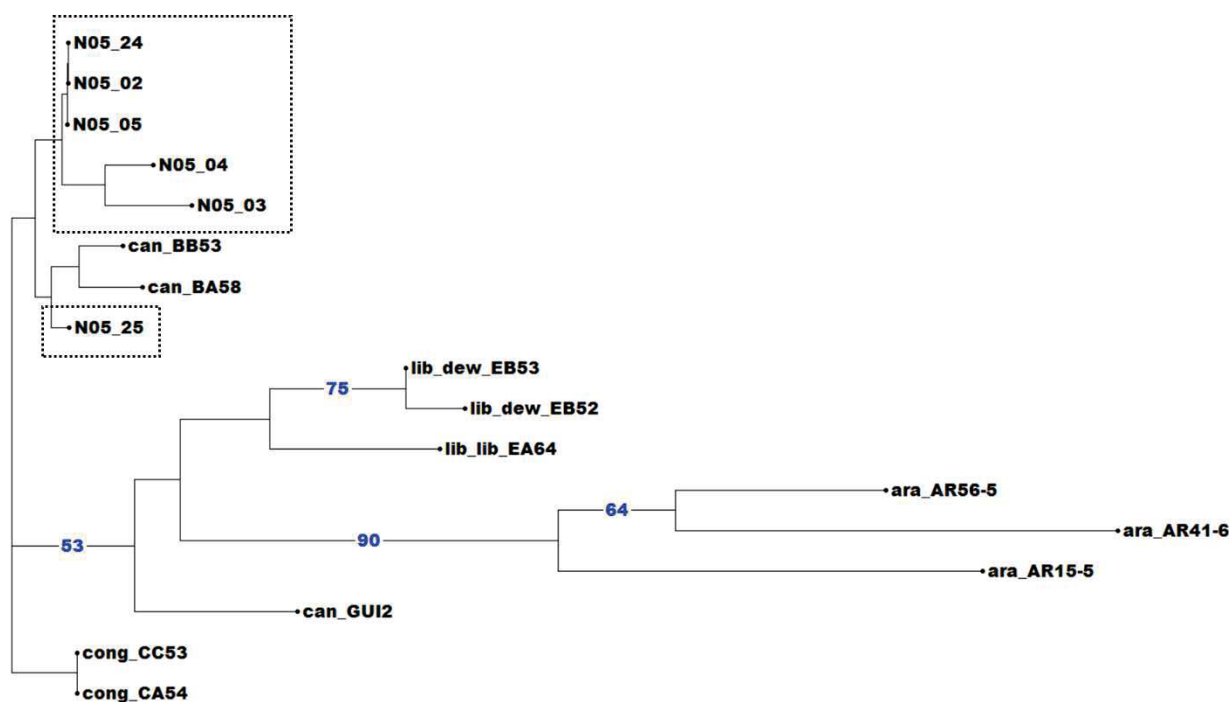 N05_24
N05_02
N05_05
N05_04
N05_03
can_BB53
can_BA58
N05_25
lib_dew_EB53
75
lib_dew_EB52
lib_lib_EA64
ara_AR56-5
64
ara_AR41-6
90
53
ara_AR15-5
can_GUI2
cong_CC53
cong_CA54